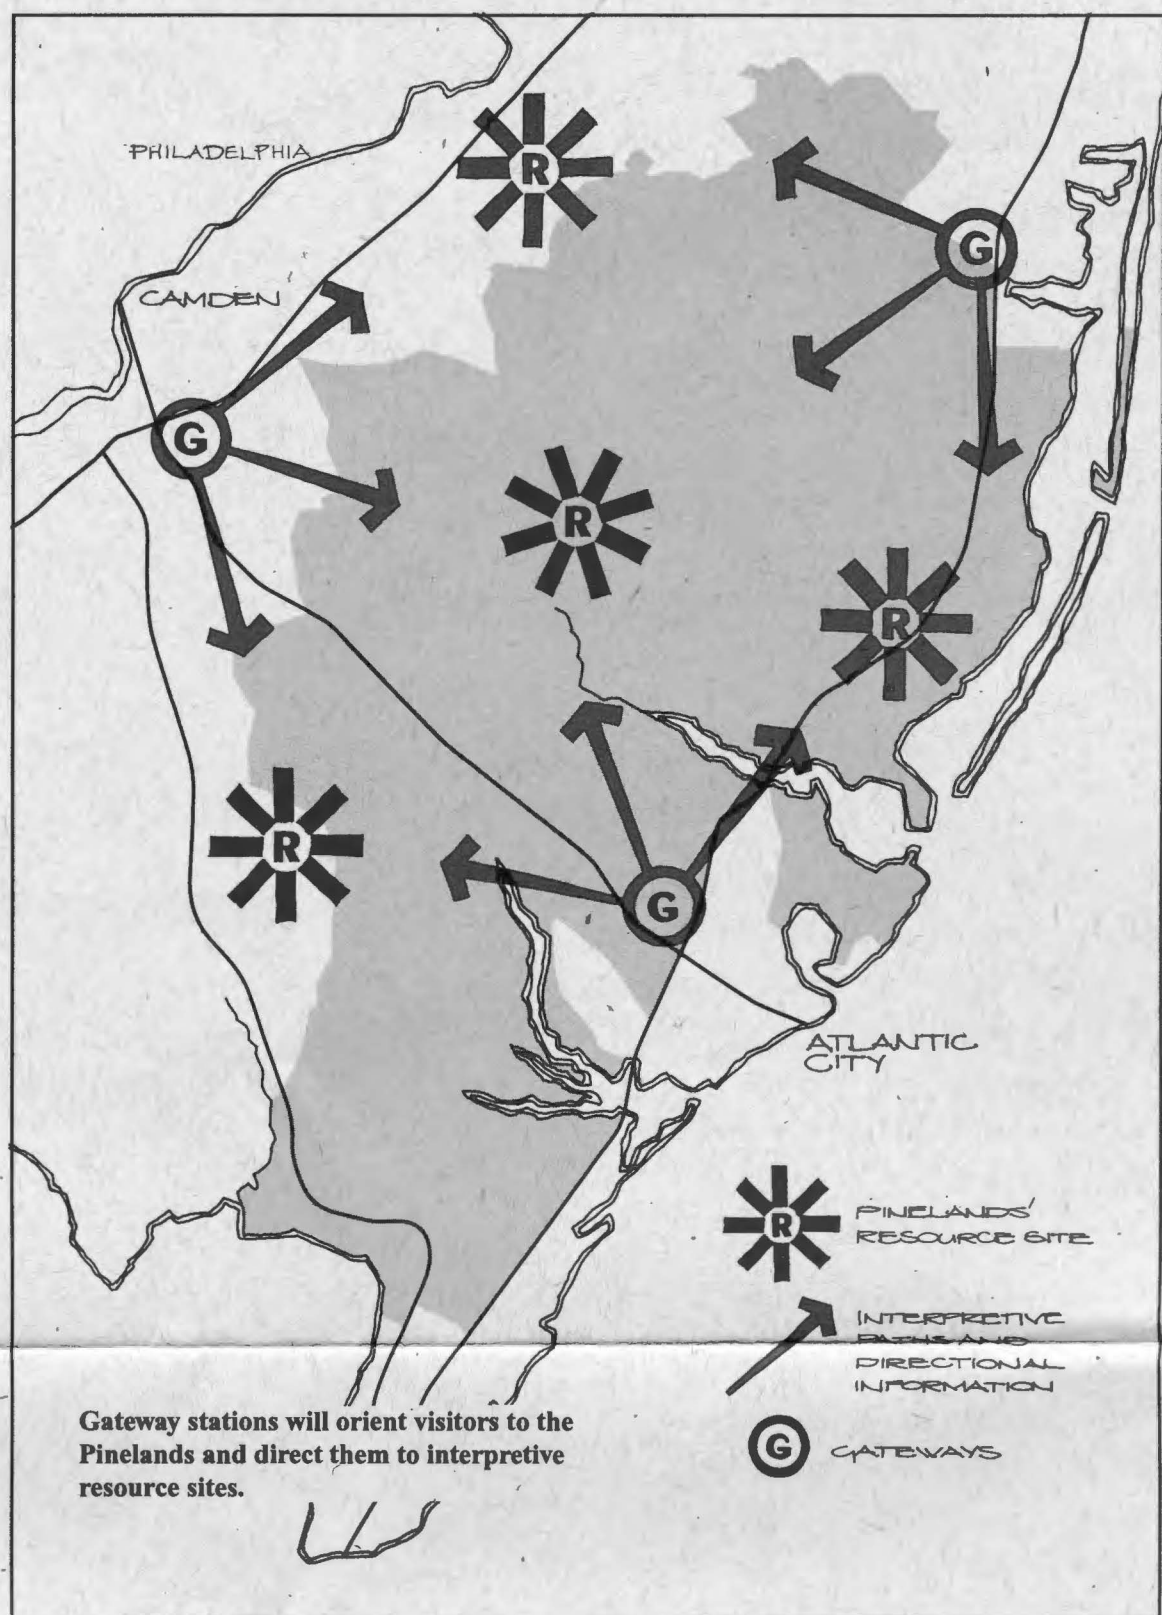 PHILADELPHIA
R
G
CAMDEN
G
R
R
R
G
ATLANTIC
CITY
R
PINELANDS'
RESOURCE SITE
INTERPRETIVE
PATHS AND
DIRECTIONAL
INFORMATION
G
GATEWAYS
Gateway stations will orient visitors to the
Pinelands and direct them to interpretive
resource sites.